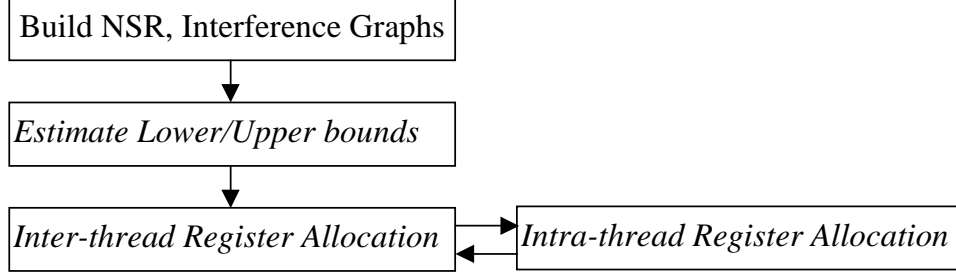 Build NSR, Interference Graphs
Estimate Lower/Upper bounds
Inter-thread Register Allocation
Intra-thread Register Allocation